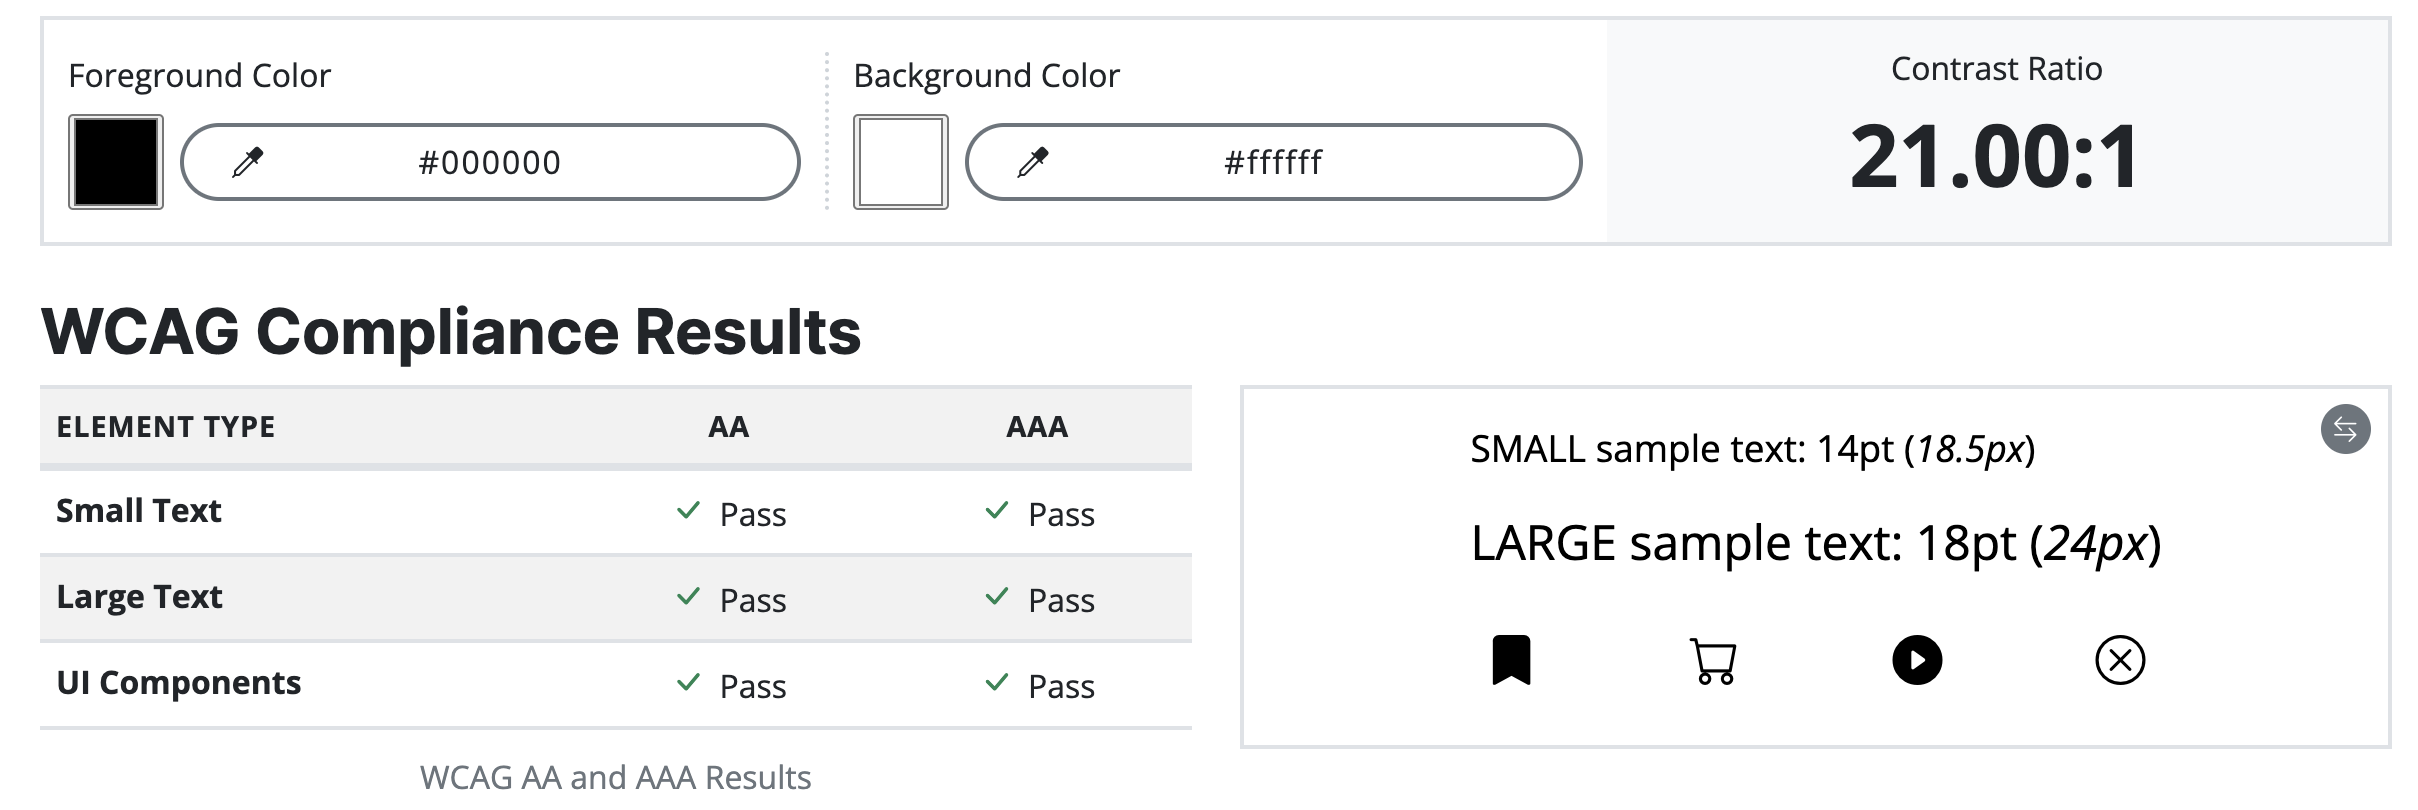 Foreground Color
#000000
Background Color
#ffffff
Contrast Ratio
21.00:1
WCAG Compliance Results
ELEMENT TYPE AA AAA
Small Text Pass Pass
Large Text Pass Pass
UI Components Pass Pass
WCAG AA and AAA Results
SMALL sample text: 14pt (18.5px)
LARGE sample text: 18pt (24px)